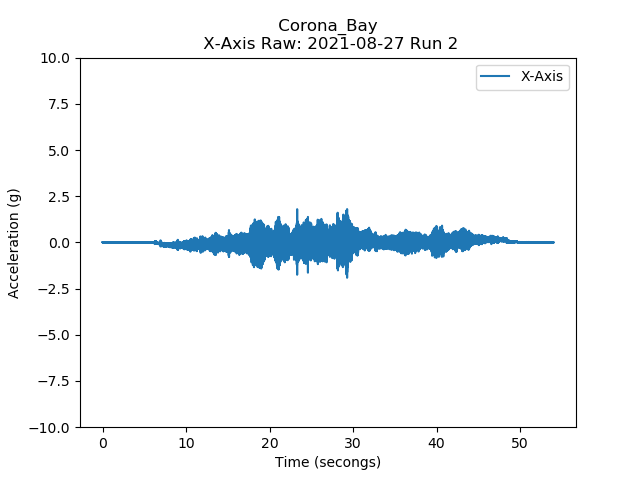 Corona_Bay
X-Axis Raw: 2021-08-27 Run 2
X-Axis
10.0
7.5
5.0
2.5
0.0
−2.5
−5.0
−7.5
−10.0
Acceleration (g)
0 10 20 30 40 50
Time (secongs)